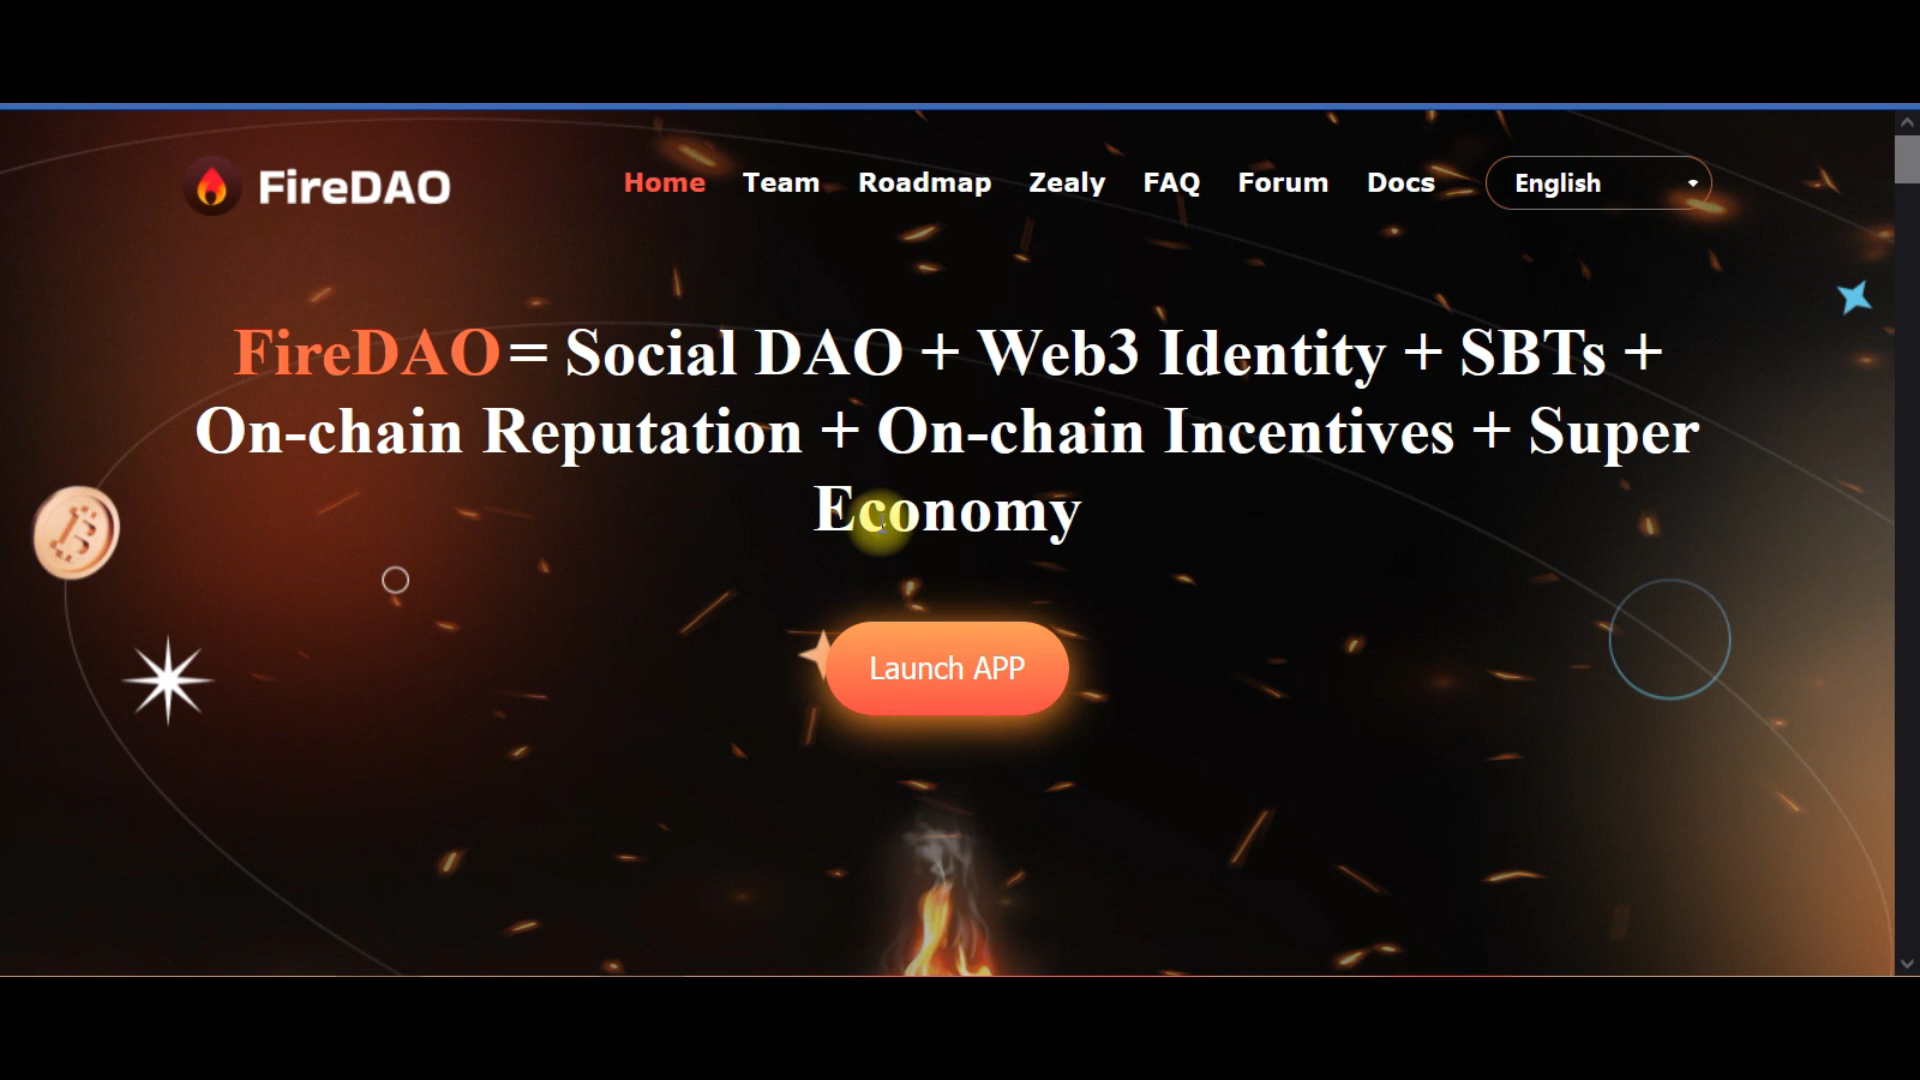 FireDAO
Home Team Roadmap Zealy FAQ Forum Docs English
FireDAO = Social DAO + Web3 Identity + SBTs +
On-chain Reputation + On-chain Incentives + Super
Economy
Launch APP